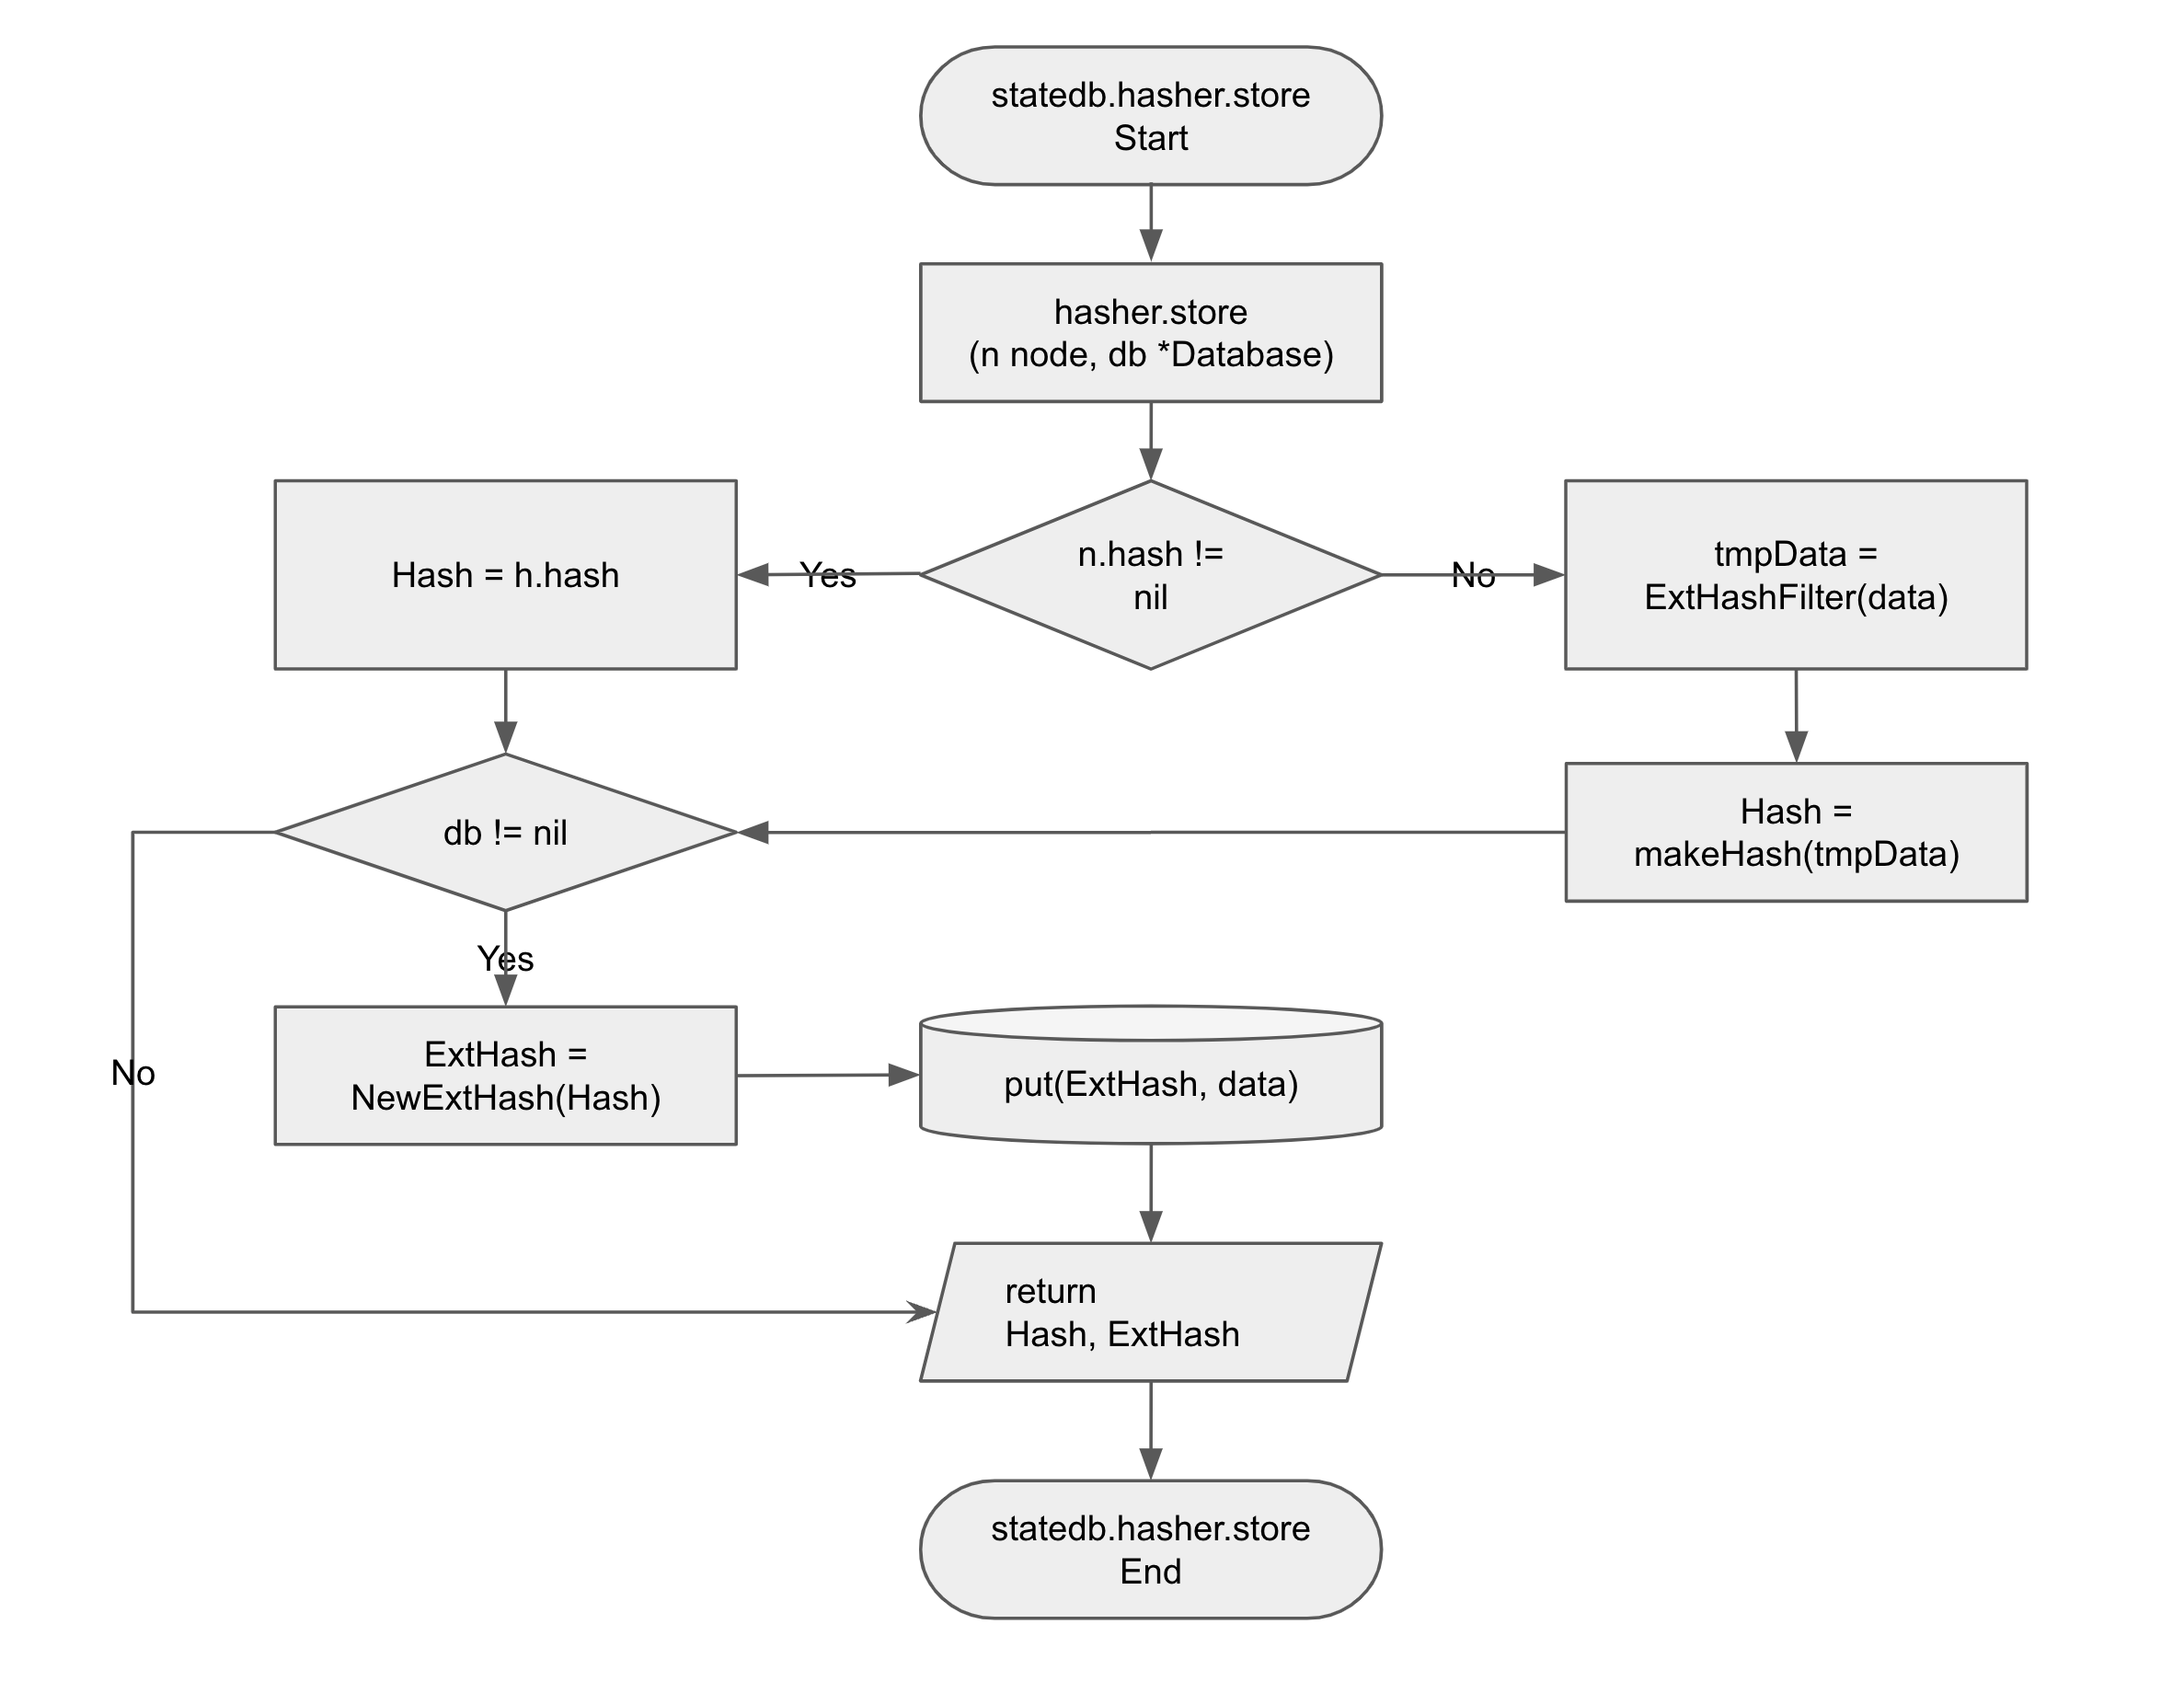 statedb.hasher.store
Start
hasher.store
(n node, db *Database)
Hash = h.hash
Yes
n.hash !=
nil
No
tmpData =
ExtHashFilter(data)
db != nil
Hash =
makeHash(tmpData)
Yes
No
ExtHash =
NewExtHash(Hash)
put(ExtHash, data)
return
Hash, ExtHash
statedb.hasher.store
End